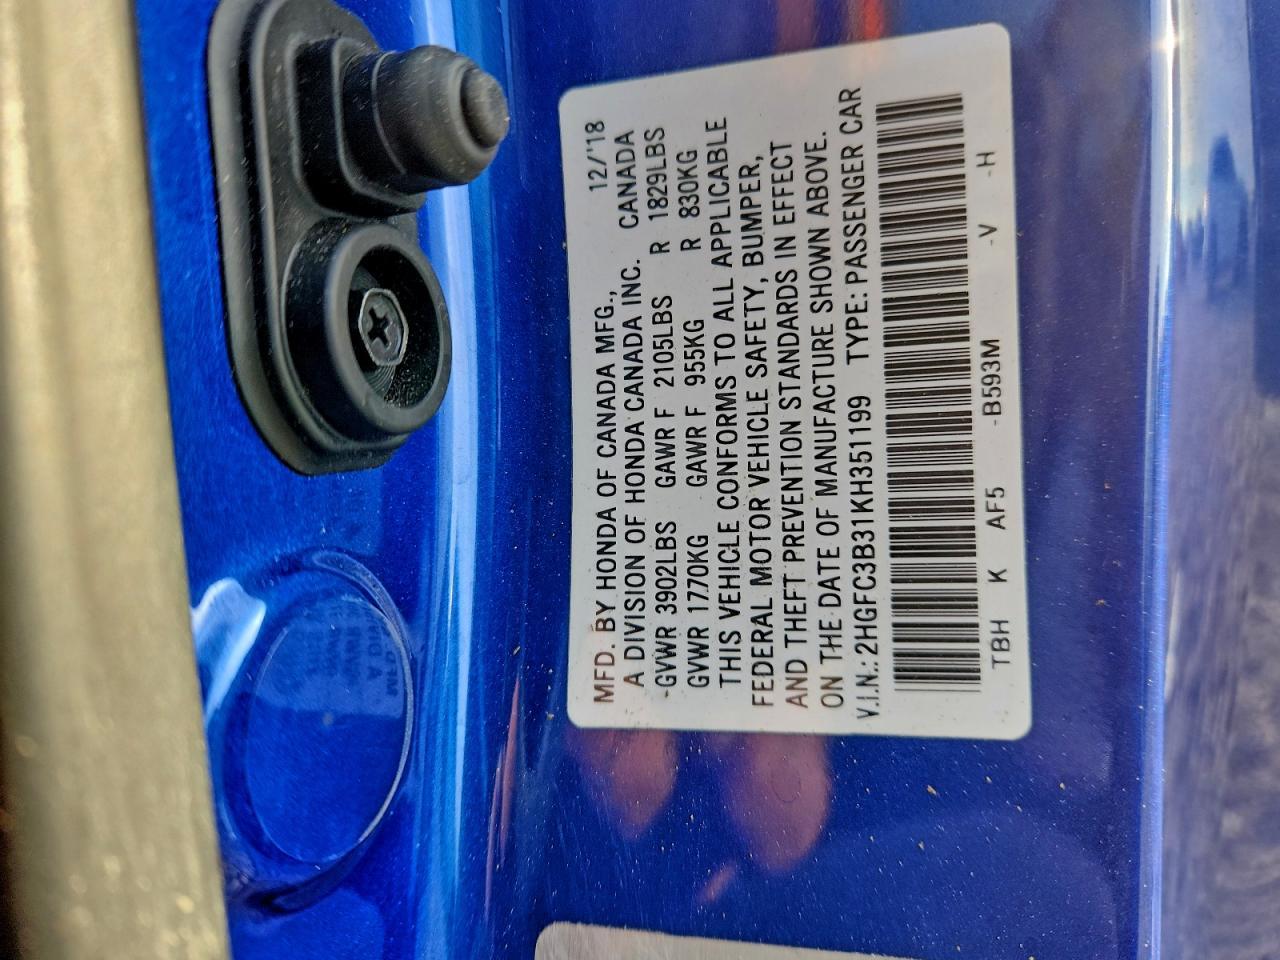 MFD. BY HONDA OF CANADA MFG., 12/'18
A DIVISION OF HONDA CANADA INC. CANADA
-GVWR 3902LBS GAWR F 2105LBS R 1829LBS
GVWR 1770KG GAWR F 955KG R 830KG
THIS VEHICLE CONFORMS TO ALL APPLICABLE
FEDERAL MOTOR VEHICLE SAFETY, BUMPER,
AND THEFT PREVENTION STANDARDS IN EFFECT
ON THE DATE OF MANUFACTURE SHOWN ABOVE.
V.I.N.: 2HGFC3B31KH351199 TYPE: PASSENGER CAR
TBH K AF5 -B593M -V -H